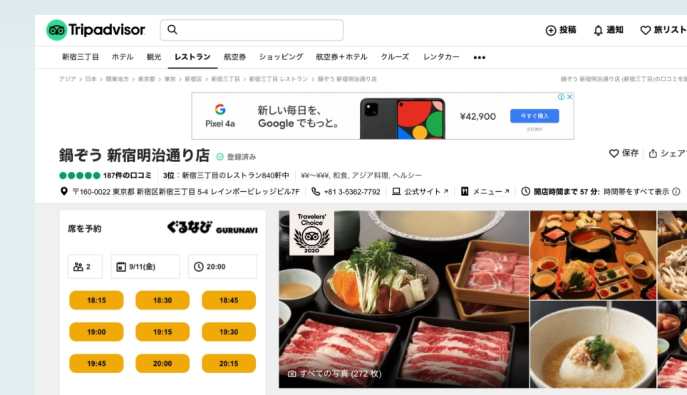 Tripadvisor
投稿 通知 旅リスト
新宿三丁目 ホテル 観光 レストラン 航空券 ショッピング 航空券+ホテル クルーズ レンタカー •••
アジア › 日本 › 関東地方 › 東京都 › 東京 › 新宿区 › 新宿三丁目 › 新宿三丁目 レストラン › 鍋ぞう 新宿明治通り店
鍋ぞう 新宿明治通り店 (新宿三丁目)の口コミを
G
Pixel 4a
新しい毎日を、
Google でもっと。
¥42,900
今すぐ購入
送料無料
鍋ぞう 新宿明治通り店 登録済み
保存 シェア
187件の口コミ 3位:新宿三丁目のレストラン840軒中 ¥¥~¥¥¥, 和食, アジア料理, ヘルシー
〒160-0022 東京都 新宿区新宿三丁目 5-4 レインボービレッジビル7F +81 3-5362-7792 公式サイト メニュー 開店時間まで 57 分: 時間帯をすべて表示
席を予約
ぐるなび GURUNAVI
2 9/11(金) 20:00
18:15 18:30 18:45
19:00 19:15 19:30
19:45 20:00 20:15
Travelers'
Choice
2020
すべての写真 (272 枚)